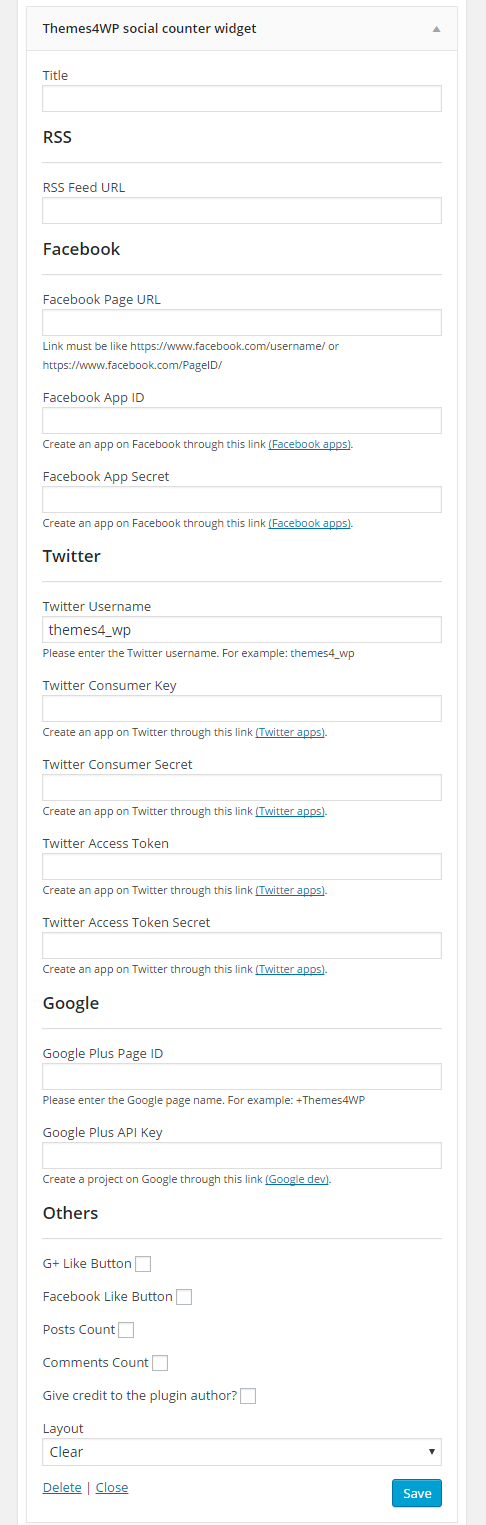 Themes4WP social counter widget
Title
RSS
RSS Feed URL
Facebook
Facebook Page URL
Link must be like https://www.facebook.com/username/ or
https://www.facebook.com/PageID/
Facebook App ID
Create an app on Facebook through this link (Facebook apps).
Facebook App Secret
Create an app on Facebook through this link (Facebook apps).
Twitter
Twitter Username
themes4_wp
Please enter the Twitter username. For example: themes4_wp
Twitter Consumer Key
Create an app on Twitter through this link (Twitter apps).
Twitter Consumer Secret
Create an app on Twitter through this link (Twitter apps).
Twitter Access Token
Create an app on Twitter through this link (Twitter apps).
Twitter Access Token Secret
Create an app on Twitter through this link (Twitter apps).
Google
Google Plus Page ID
Please enter the Google page name. For example: +Themes4WP
Google Plus API Key
Create a project on Google through this link (Google dev).
Others
G+ Like Button
Facebook Like Button
Posts Count
Comments Count
Give credit to the plugin author?
Layout
Clear
Delete | Close
Save